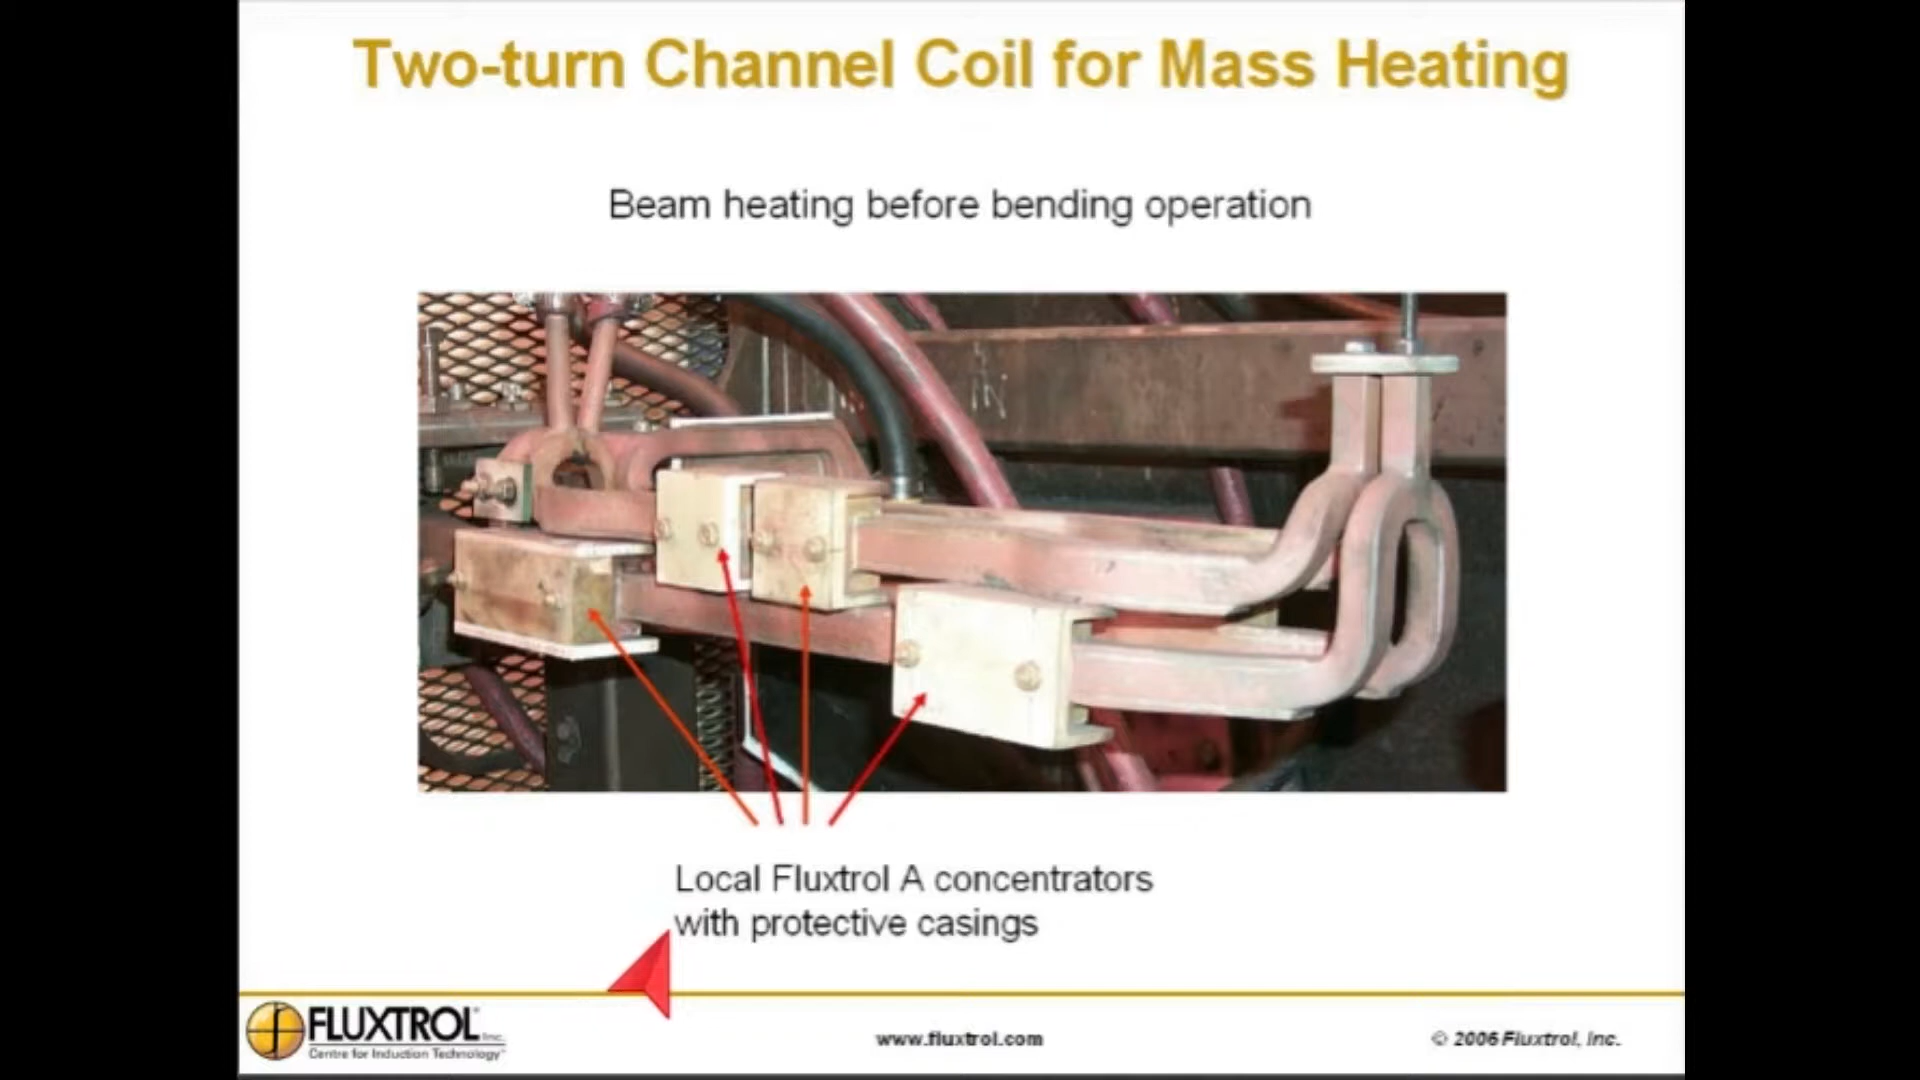 Two-turn Channel Coil for Mass Heating
Beam heating before bending operation
Local Fluxtrol A concentrators
with protective casings
FLUXTROL Inc.
Centre for Induction Technology
www.fluxtrol.com
© 2006 Fluxtrol, Inc.